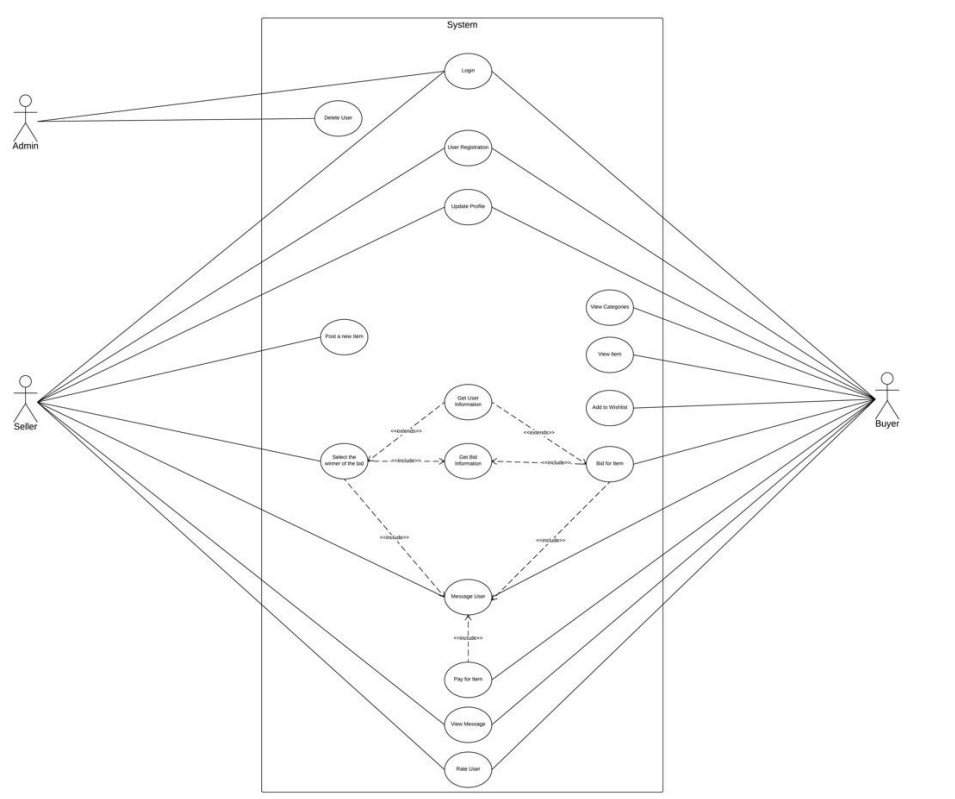 System
Login
Delete User
Admin
User Registration
Update Profile
View Categories
Post a new Item
View Item
Get User
Information
Add to Wishlist
Seller
Buyer
<<extends>>
<<extends>>
Select the
winner of the bid
<<include>>
Get Bid
Information
<<include>>
Bid for Item
<<include>>
<<include>>
Message User
<<include>>
Pay for Item
View Message
Rate User